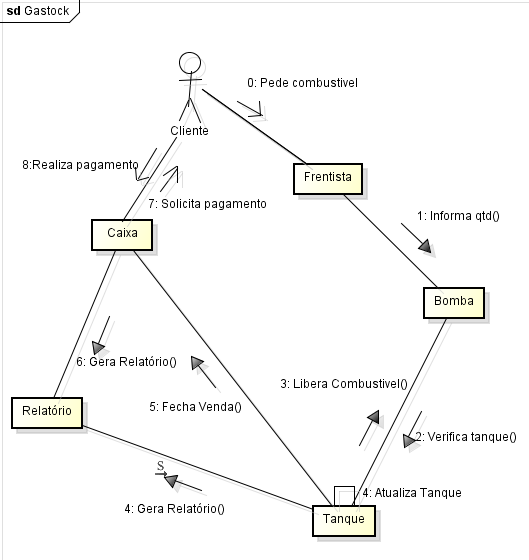 sd Gastock
0: Pede combustivel
Cliente
8:Realiza pagamento
Frentista
7: Solicita pagamento
1: Informa qtd()
Caixa
Bomba
6: Gera Relatório()
3: Libera Combustivel()
5: Fecha Venda()
Relatório
2: Verifica tanque()
S
4: Atualiza Tanque
4: Gera Relatório()
Tanque